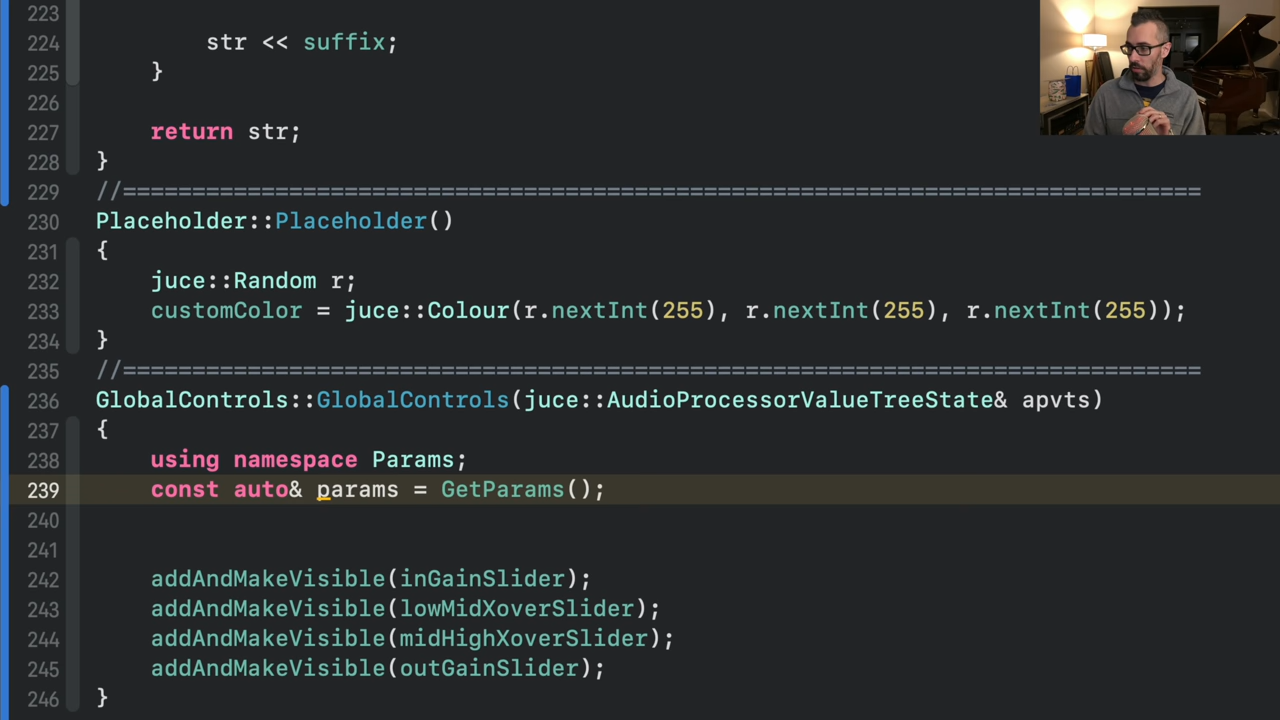 223
224 str << suffix;
225 }
226
227 return str;
228 }
229 //==============================================================================
230 Placeholder::Placeholder()
231 {
232 juce::Random r;
233 customColor = juce::Colour(r.nextInt(255), r.nextInt(255), r.nextInt(255));
234 }
235 //==============================================================================
236 GlobalControls::GlobalControls(juce::AudioProcessorValueTreeState& apvts)
237 {
238 using namespace Params;
239 const auto& params = GetParams();
240
241
242 addAndMakeVisible(inGainSlider);
243 addAndMakeVisible(lowMidXoverSlider);
244 addAndMakeVisible(midHighXoverSlider);
245 addAndMakeVisible(outGainSlider);
246 }